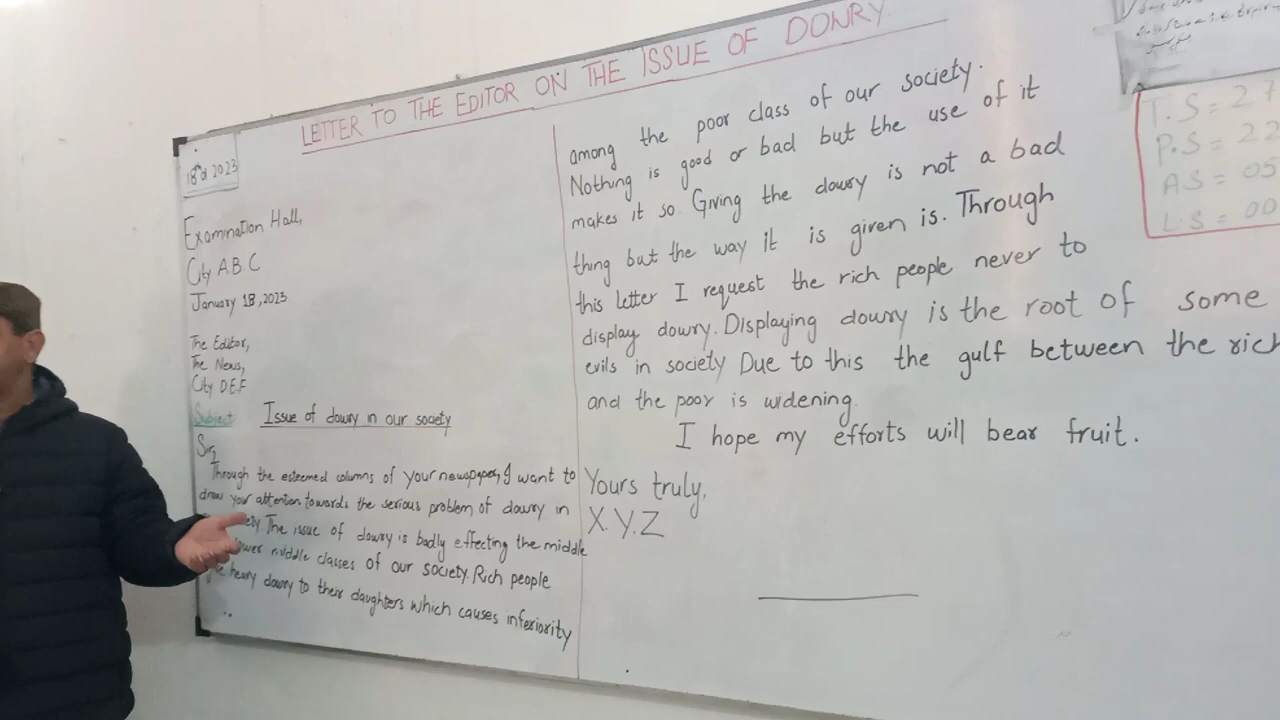 LETTER TO THE EDITOR ON THE ISSUE OF DOWRY
18th 01 2023
Examination Hall,
City A B C
January 18, 2023
The Editor,
The News,
City DEF
Subject Issue of dowry in our society
Sir,
Through the esteemed columns of your newspaper, I want to
draw your attention towards the serious problem of dowry in
The issue of dowry is badly effecting the middle
middle classes of our society. Rich people
heavy dowry to their daughters which causes inferiority
among the poor class of our society.
Nothing is good or bad but the use of it
makes it so. Giving the dowry is not a bad
thing but the way it is given is. Through
this letter I request the rich people never to
display dowry. Displaying dowry is the root of some
evils in society Due to this the gulf between the rich
and the poor is widening.
I hope my efforts will bear fruit.
Yours truly,
X.Y.Z
T.S = 27
P.S = 22
A S = 05
L.S = 00